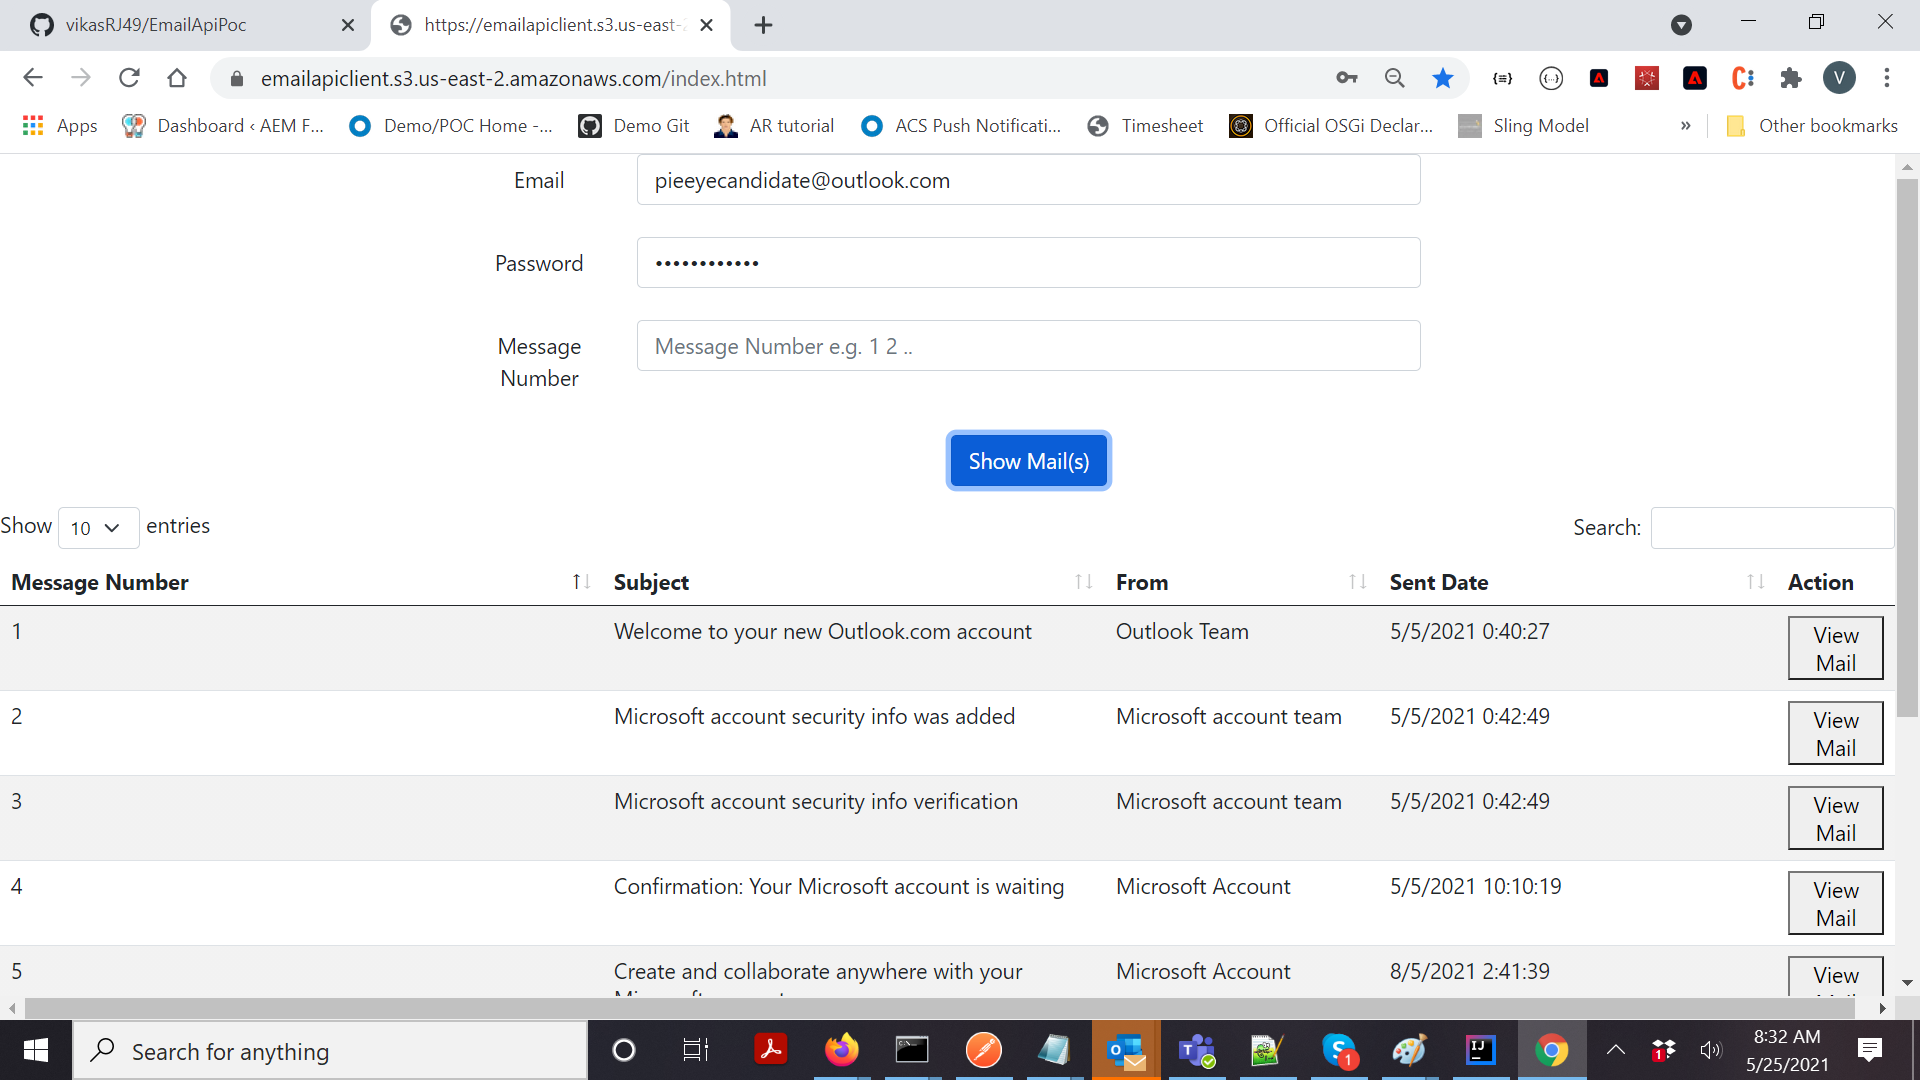 vikasRJ49/EmailApiPoc
https://emailapiclient.s3.us-east-2
emailapiclient.s3.us-east-2.amazonaws.com/index.html
V
Apps
Dashboard ‹ AEM F...
Demo/POC Home -...
Demo Git
AR tutorial
ACS Push Notificati...
Timesheet
Official OSGi Declar...
Sling Model
»
Other bookmarks
Email
pieeyecandidate@outlook.com
Password
••••••••••••
Message Number
Message Number e.g. 1 2 ..
Show Mail(s)
Show 10 entries
Search:
Message Number Subject From Sent Date Action
1 Welcome to your new Outlook.com account Outlook Team 5/5/2021 0:40:27 View Mail
2 Microsoft account security info was added Microsoft account team 5/5/2021 0:42:49 View Mail
3 Microsoft account security info verification Microsoft account team 5/5/2021 0:42:49 View Mail
4 Confirmation: Your Microsoft account is waiting Microsoft Account 5/5/2021 10:10:19 View Mail
5 Create and collaborate anywhere with your Microsoft Account 8/5/2021 2:41:39 View
Search for anything
1
1
8:32 AM
5/25/2021